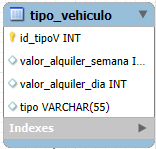 tipo_vehiculo
id_tipoV INT
valor_alquiler_semana I...
valor_alquiler_dia INT
tipo VARCHAR(55)
Indexes